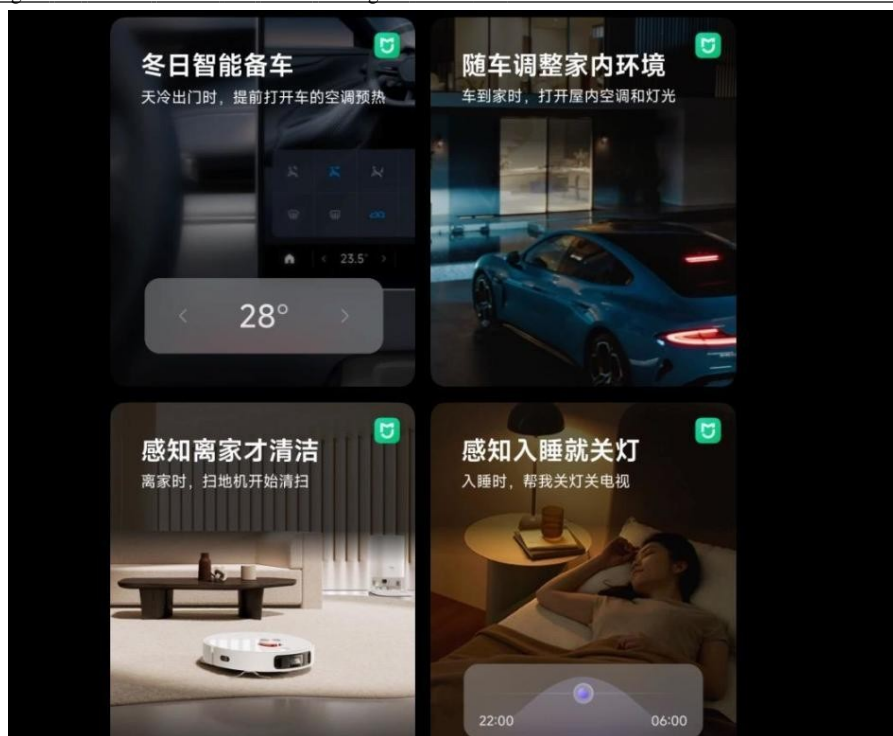 冬日智能备车
天冷出门时，提前打开车的空调预热
23.5°
28°
随车调整家内环境
车到家时，打开屋内空调和灯光
感知离家才清洁
离家时，扫地机开始清扫
感知入睡就关灯
入睡时，帮我关灯关电视
22:00
06:00